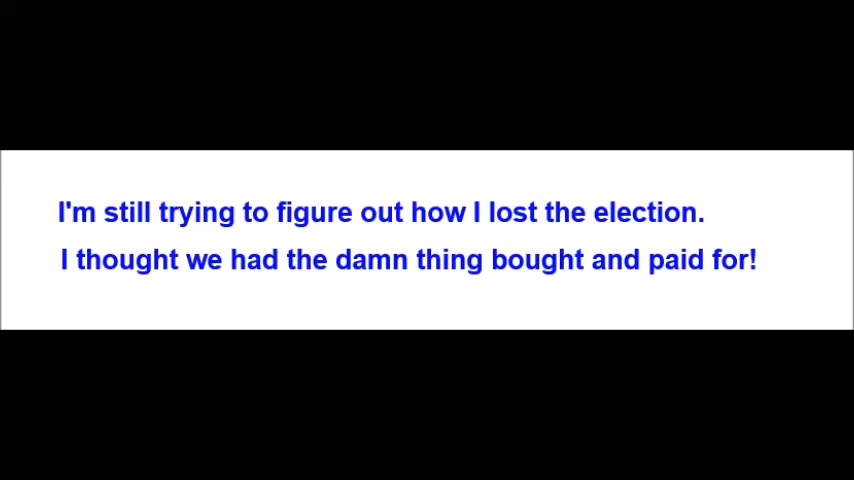 I'm still trying to figure out how I lost the election.
I thought we had the damn thing bought and paid for!